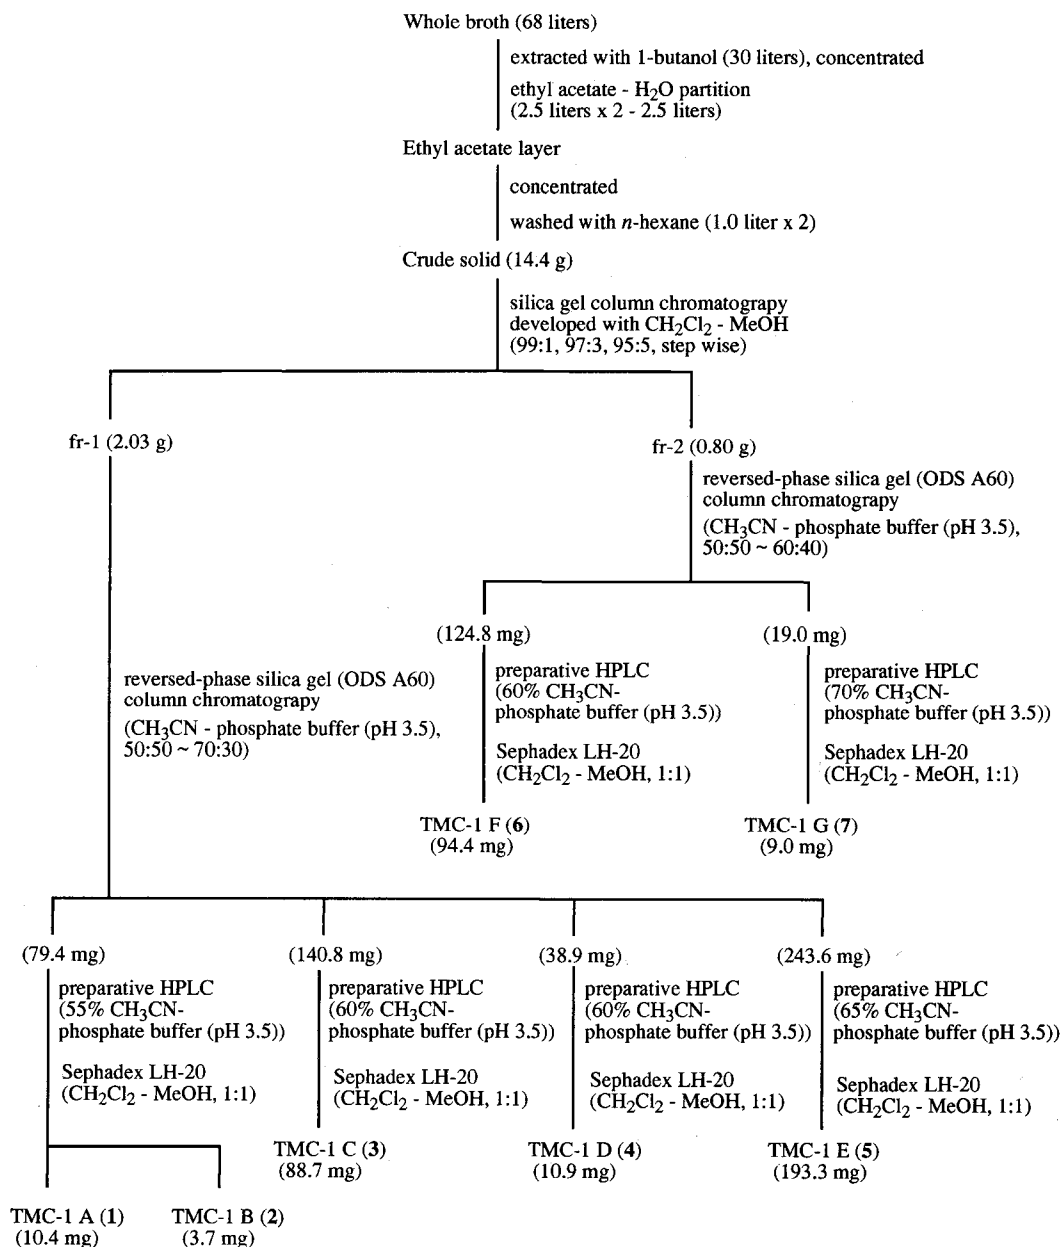 Whole broth (68 liters)
extracted with 1-butanol (30 liters), concentrated
ethyl acetate - H2O partition
(2.5 liters x 2 - 2.5 liters)
Ethyl acetate layer
concentrated
washed with n-hexane (1.0 liter x 2)
Crude solid (14.4 g)
silica gel column chromatograpy
developed with CH2Cl2 - MeOH
(99:1, 97:3, 95:5, step wise)
fr-1 (2.03 g)
fr-2 (0.80 g)
reversed-phase silica gel (ODS A60)
column chromatograpy
(CH3CN - phosphate buffer (pH 3.5),
50:50 ~ 60:40)
(124.8 mg)
preparative HPLC
(60% CH3CN-
phosphate buffer (pH 3.5))
Sephadex LH-20
(CH2Cl2 - MeOH, 1:1)
TMC-1 F (6)
(94.4 mg)
(19.0 mg)
preparative HPLC
(70% CH3CN-
phosphate buffer (pH 3.5))
Sephadex LH-20
(CH2Cl2 - MeOH, 1:1)
TMC-1 G (7)
(9.0 mg)
reversed-phase silica gel (ODS A60)
column chromatograpy
(CH3CN - phosphate buffer (pH 3.5),
50:50 ~ 70:30)
(79.4 mg)
preparative HPLC
(55% CH3CN-
phosphate buffer (pH 3.5))
Sephadex LH-20
(CH2Cl2 - MeOH, 1:1)
TMC-1 A (1)
(10.4 mg)
TMC-1 B (2)
(3.7 mg)
(140.8 mg)
preparative HPLC
(60% CH3CN-
phosphate buffer (pH 3.5))
Sephadex LH-20
(CH2Cl2 - MeOH, 1:1)
TMC-1 C (3)
(88.7 mg)
(38.9 mg)
preparative HPLC
(60% CH3CN-
phosphate buffer (pH 3.5))
Sephadex LH-20
(CH2Cl2 - MeOH, 1:1)
TMC-1 D (4)
(10.9 mg)
(243.6 mg)
preparative HPLC
(65% CH3CN-
phosphate buffer (pH 3.5))
Sephadex LH-20
(CH2Cl2 - MeOH, 1:1)
TMC-1 E (5)
(193.3 mg)